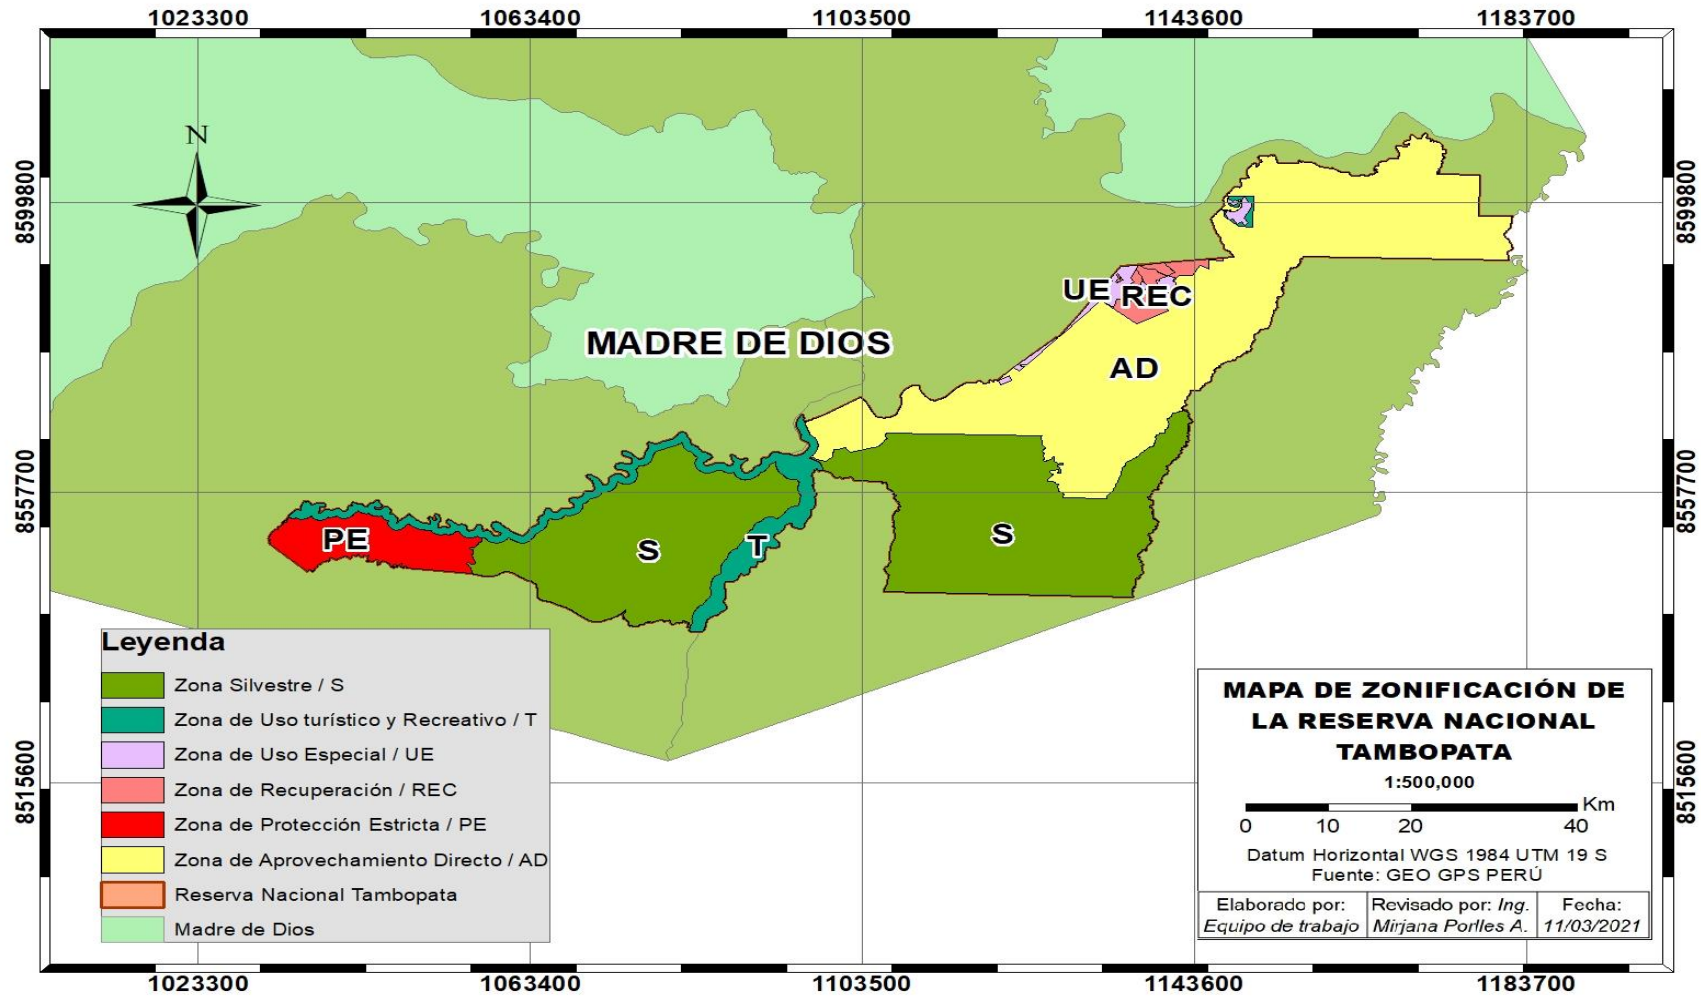 1023300 1063400 1103500 1143600 1183700
N
8599800 8599800
UE REC
MADRE DE DIOS
AD
8557700 8557700
PE
S
T
S
Leyenda
Zona Silvestre / S
Zona de Uso turístico y Recreativo / T
Zona de Uso Especial / UE
Zona de Recuperación / REC
Zona de Protección Estricta / PE
Zona de Aprovechamiento Directo / AD
Reserva Nacional Tambopata
Madre de Dios
8515600 8515600
MAPA DE ZONIFICACIÓN DE
LA RESERVA NACIONAL
TAMBOPATA
1:500,000
Km
0 10 20 40
Datum Horizontal WGS 1984 UTM 19 S
Fuente: GEO GPS PERÚ
Elaborado por:
Equipo de trabajo
Revisado por: Ing.
Mirjana Porlles A.
Fecha:
11/03/2021
1023300 1063400 1103500 1143600 1183700